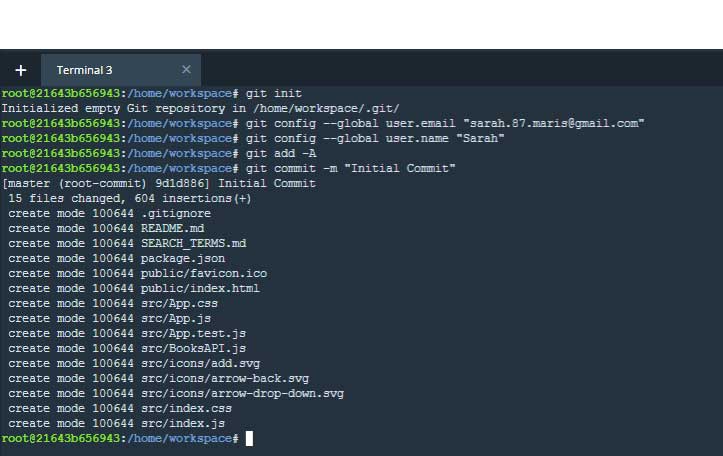 + Terminal 3 ×
root@21643b656943:/home/workspace# git init
Initialized empty Git repository in /home/workspace/.git/
root@21643b656943:/home/workspace# git config --global user.email "sarah.87.maris@gmail.com"
root@21643b656943:/home/workspace# git config --global user.name "Sarah"
root@21643b656943:/home/workspace# git add -A
root@21643b656943:/home/workspace# git commit -m "Initial Commit"
[master (root-commit) 9d1d886] Initial Commit
 15 files changed, 604 insertions(+)
 create mode 100644 .gitignore
 create mode 100644 README.md
 create mode 100644 SEARCH_TERMS.md
 create mode 100644 package.json
 create mode 100644 public/favicon.ico
 create mode 100644 public/index.html
 create mode 100644 src/App.css
 create mode 100644 src/App.js
 create mode 100644 src/App.test.js
 create mode 100644 src/BooksAPI.js
 create mode 100644 src/icons/add.svg
 create mode 100644 src/icons/arrow-back.svg
 create mode 100644 src/icons/arrow-drop-down.svg
 create mode 100644 src/index.css
 create mode 100644 src/index.js
root@21643b656943:/home/workspace#